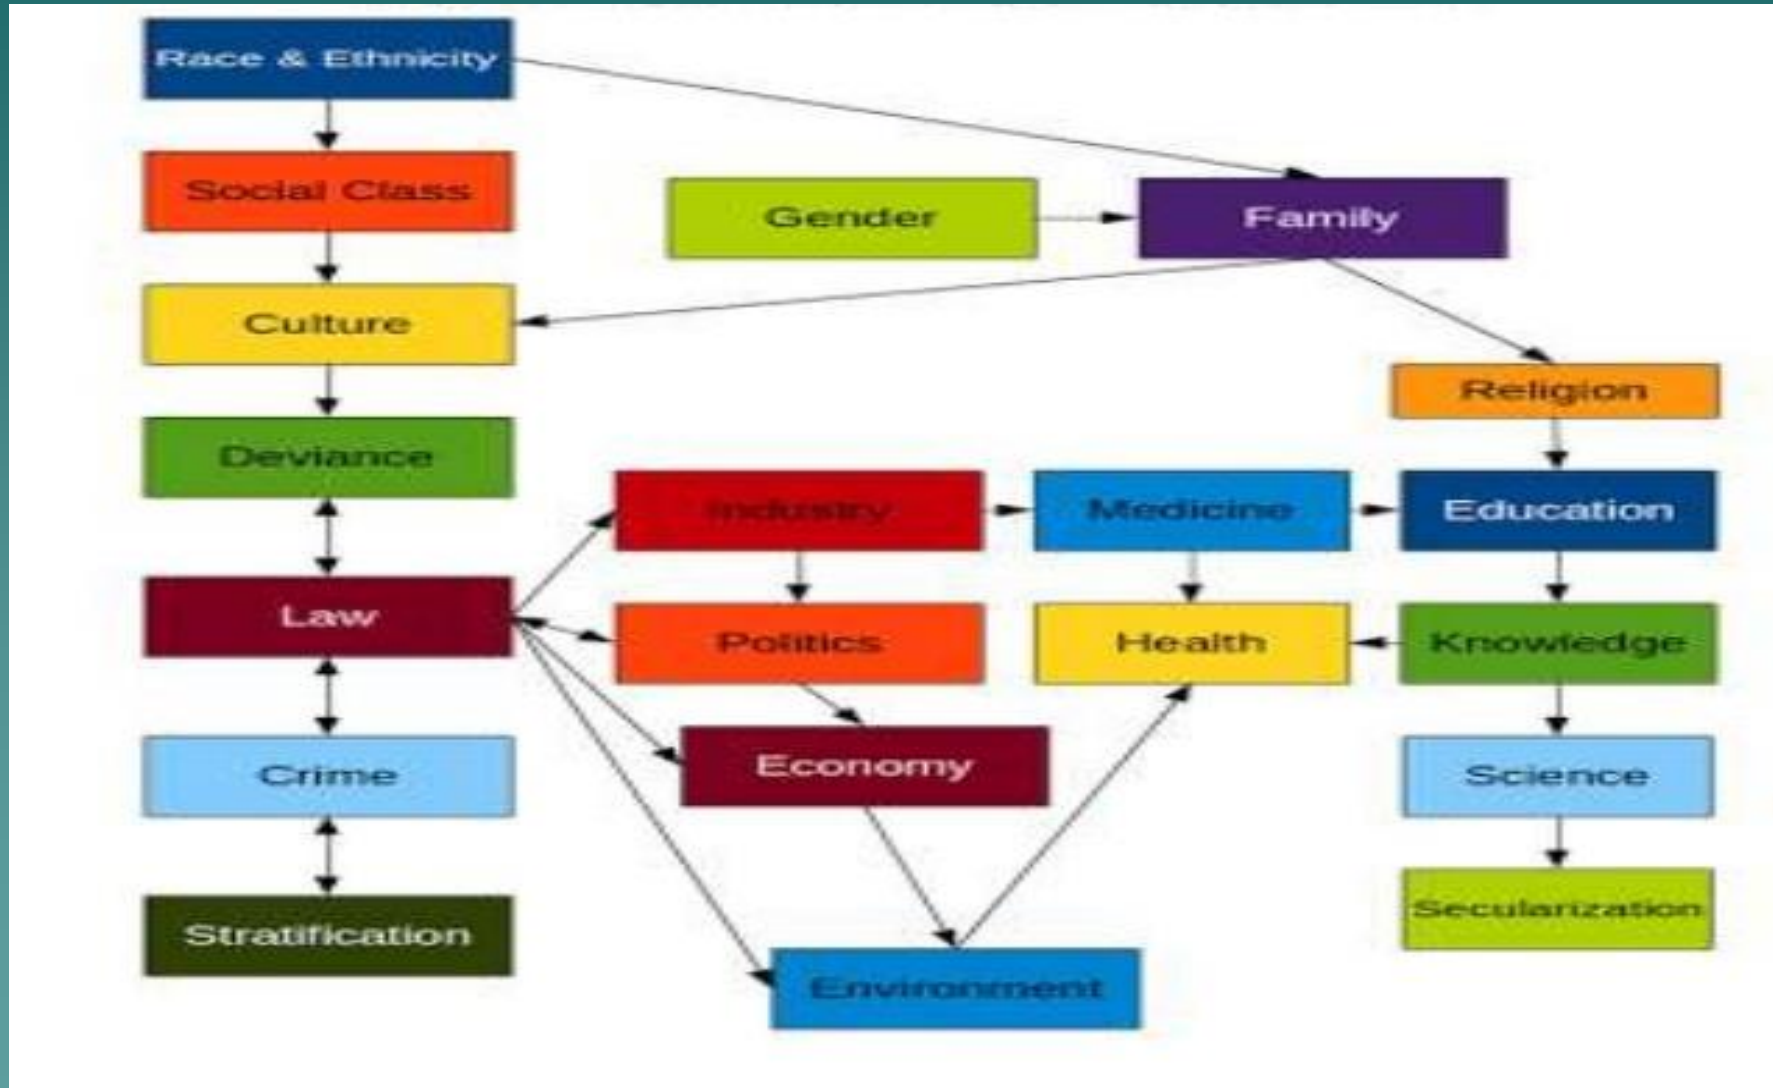 Race & Ethnicity
Social Class
Gender
Family
Culture
Religion
Deviance
Industry
Medicine
Education
Law
Politics
Health
Knowledge
Economy
Crime
Science
Secularization
Stratification
Environment